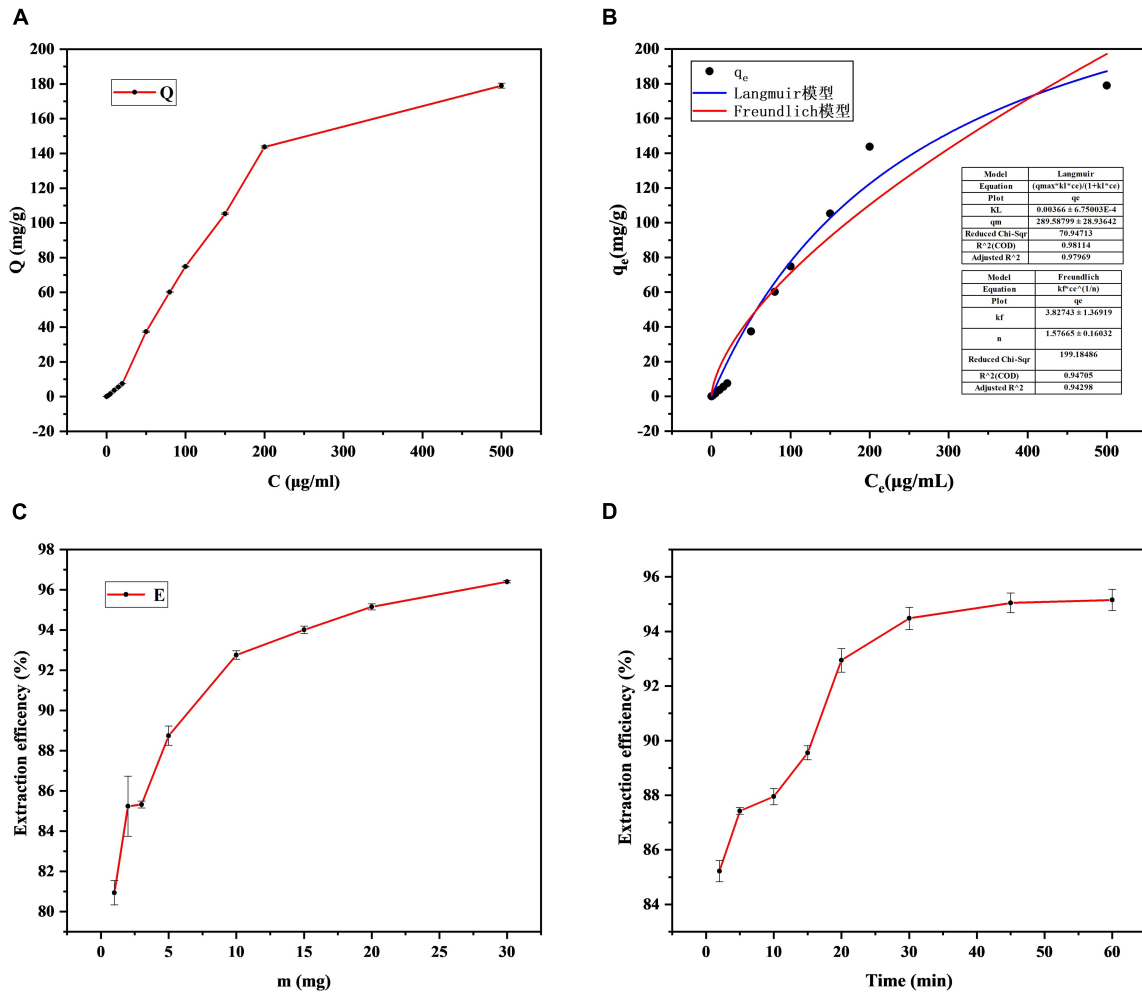 A
200
180
160
140
120
100
80
60
40
20
0
-20
Q (mg/g)
Q
0
100
200
300
400
500
C (μg/ml)
B
200
180
160
140
120
100
80
60
40
20
0
-20
qe(mg/g)
qe
Langmuir模型
Freundlich模型
Model Langmuir
Equation (qmax*kl*ce)/(1+kl*ce)
Plot qe
KL 0.00366 ± 6.75003E-4
qm 289.58799 ± 28.93642
Reduced Chi-Sqr 70.94713
R^2(COD) 0.98114
Adjusted R^2 0.97969
Model Freundlich
Equation kf*ce^(1/n)
Plot qe
kf 3.82743 ± 1.36919
n 1.57665 ± 0.16032
Reduced Chi-Sqr 199.18486
R^2(COD) 0.94705
Adjusted R^2 0.94298
0
100
200
300
400
500
Ce(μg/mL)
C
98
96
94
92
90
88
86
84
82
80
Extraction efficency (%)
E
0
5
10
15
20
25
30
m (mg)
D
96
94
92
90
88
86
84
Extraction efficiency (%)
0
10
20
30
40
50
60
Time (min)